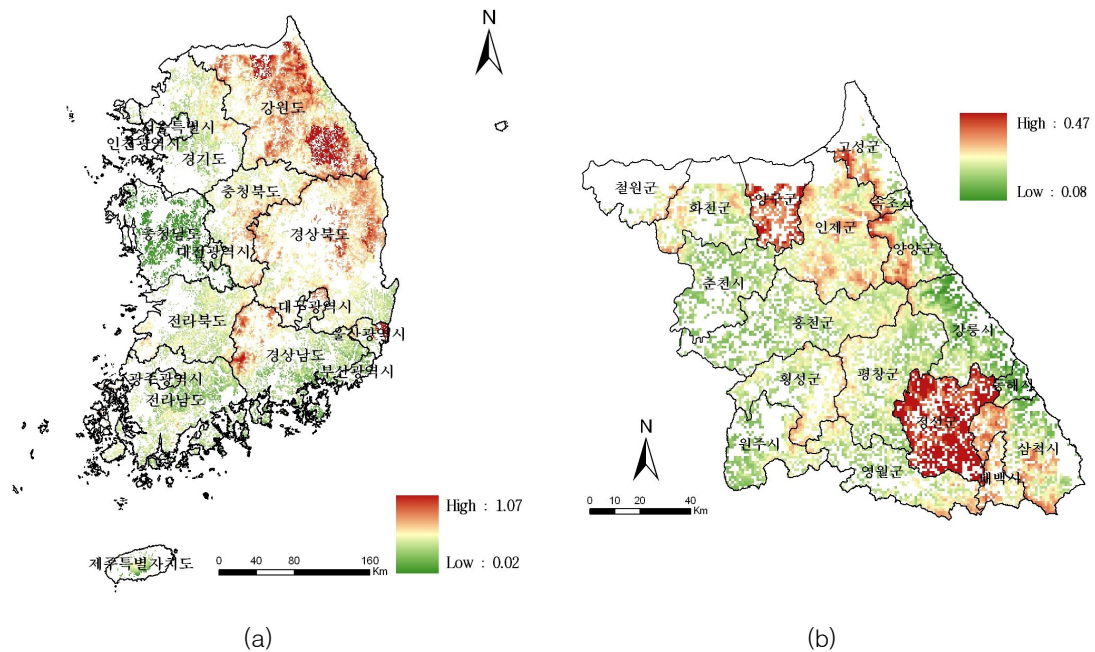 N
강원도
서울특별시
인천광역시
경기도
충청북도
충청남도
대전광역시
경상북도
대구광역시
전라북도
울산광역시
경상남도
부산광역시
광주광역시
전라남도
제주특별자치도
High : 1.07
Low : 0.02
0 40 80 160
Km
(a)
High : 0.47
Low : 0.08
고성군
철원군
양구군
화천군
속초시
인제군
양양군
춘천시
홍천군
강릉시
횡성군
평창군
동해시
정선군
원주시
삼척시
영월군
태백시
N
0 10 20 40
Km
(b)